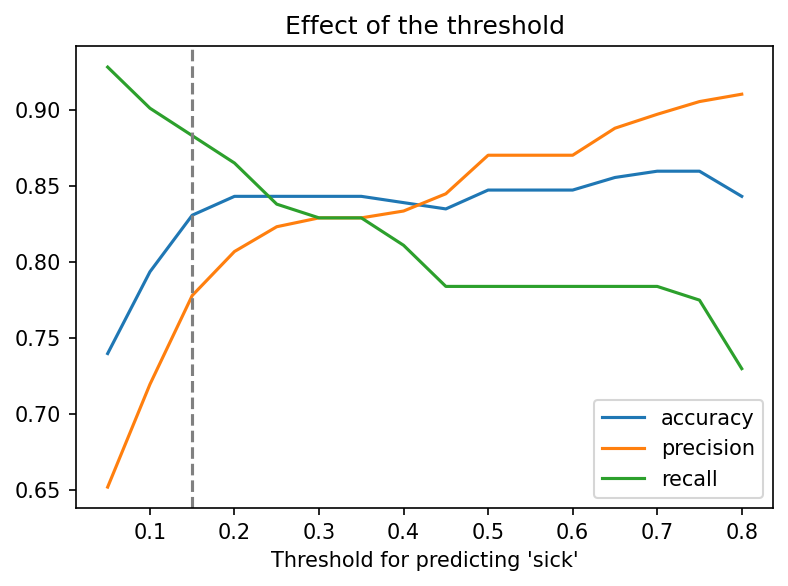 Effect of the threshold
0.90
0.85
0.80
0.75
0.70
0.65
accuracy
precision
recall
0.1 0.2 0.3 0.4 0.5 0.6 0.7 0.8
Threshold for predicting 'sick'